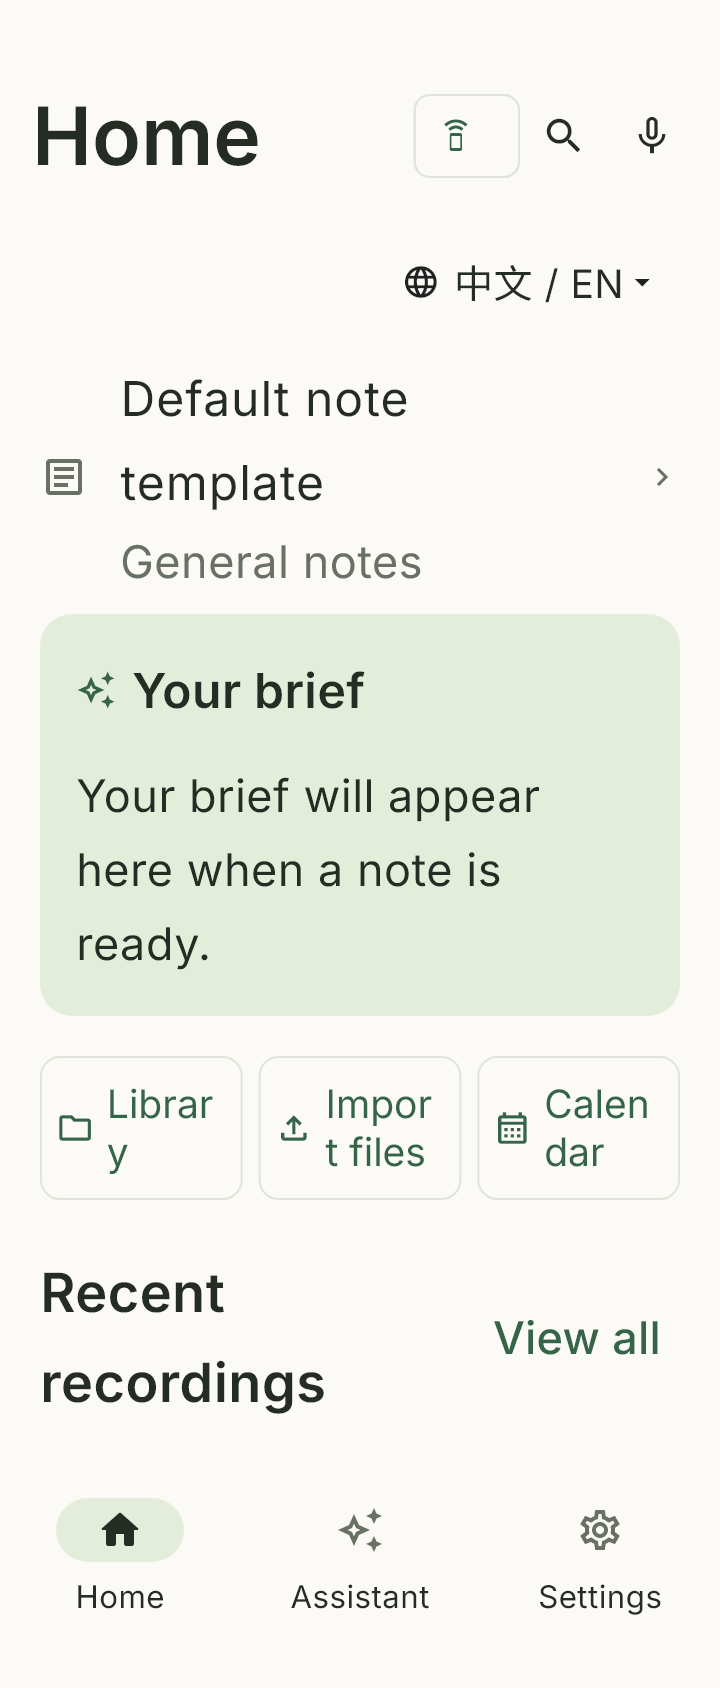 Home
中文 / EN
Default note
template
General notes
Your brief
Your brief will appear
here when a note is
ready.
Librar
y
Impor
t files
Calen
dar
Recent
recordings
View all
Home
Assistant
Settings